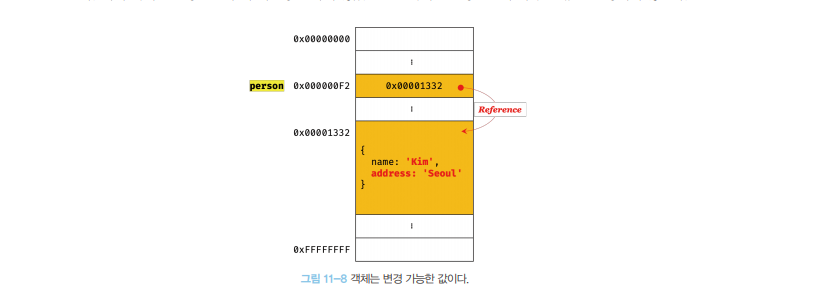 0x00000000
⋮
person 0x000000F2 0x00001332
⋮
Reference
0x00001332
{
name: 'Kim',
address: 'Seoul'
}
⋮
0xFFFFFFFF
그림 11-8 객체는 변경 가능한 값이다.